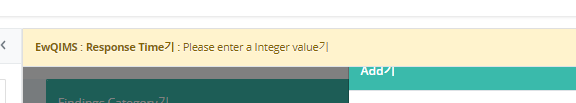 EwQIMS : Response Time기 : Please enter a Integer value기
Add기
Findings Category기